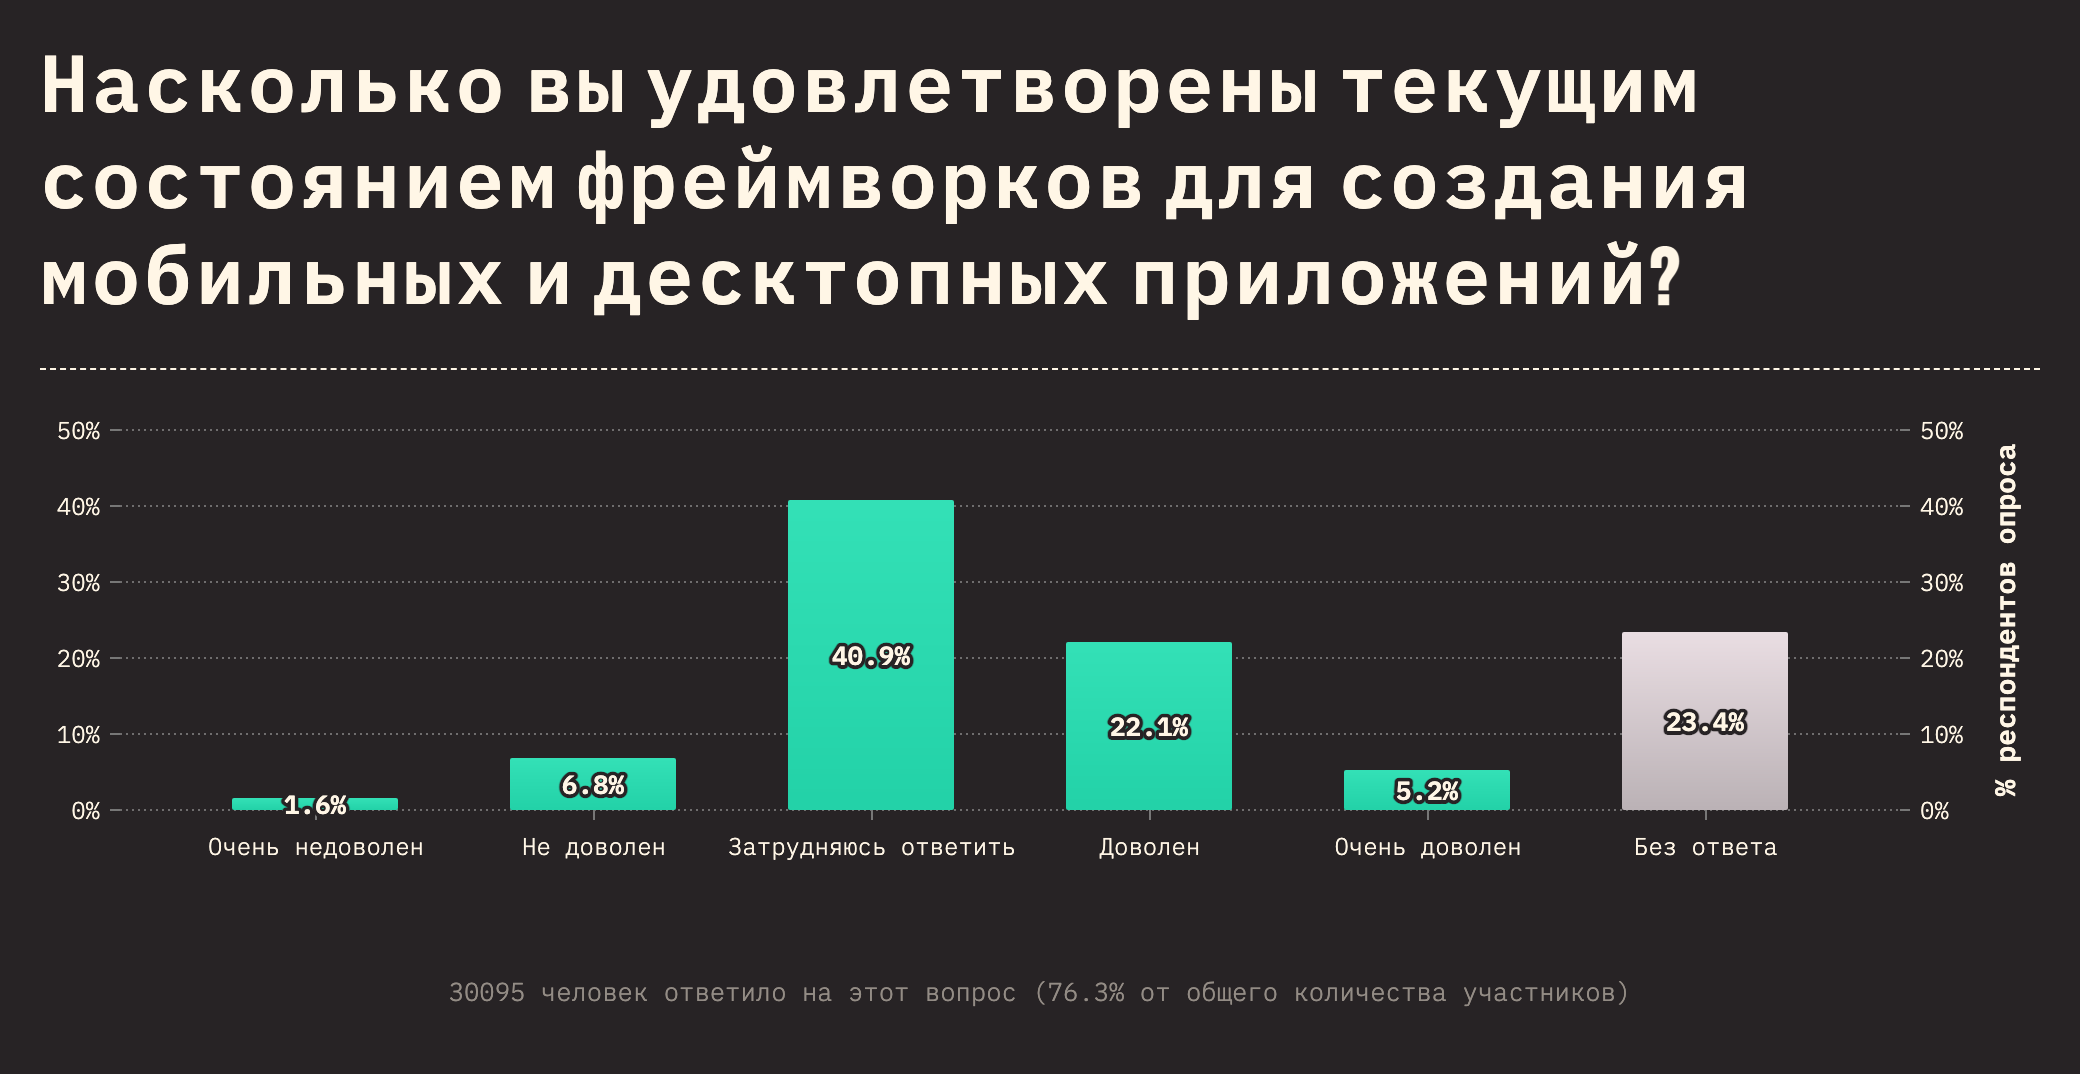 Насколько вы удовлетворены текущим
состоянием фреймворков для создания
мобильных и десктопных приложений?
50%
40%
30%
20%
10%
0%
1.6%
6.8%
40.9%
22.1%
5.2%
23.4%
50%
40%
30%
20%
10%
0%
% респондентов опроса
Очень недоволен
Не доволен
Затрудняюсь ответить
Доволен
Очень доволен
Без ответа
30095 человек ответило на этот вопрос (76.3% от общего количества участников)